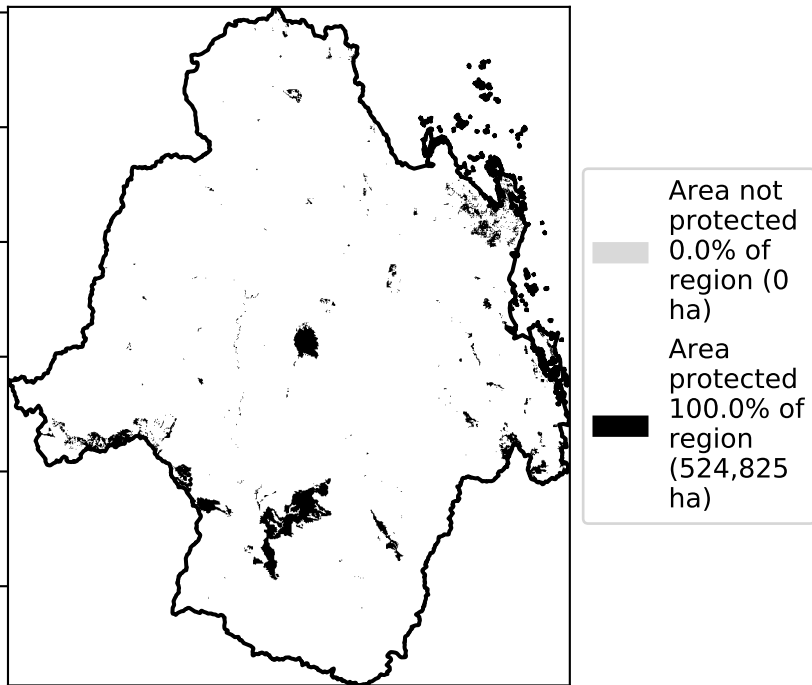 Area not
protected
0.0% of
region (0
ha)
Area
protected
100.0% of
region
(524,825
ha)